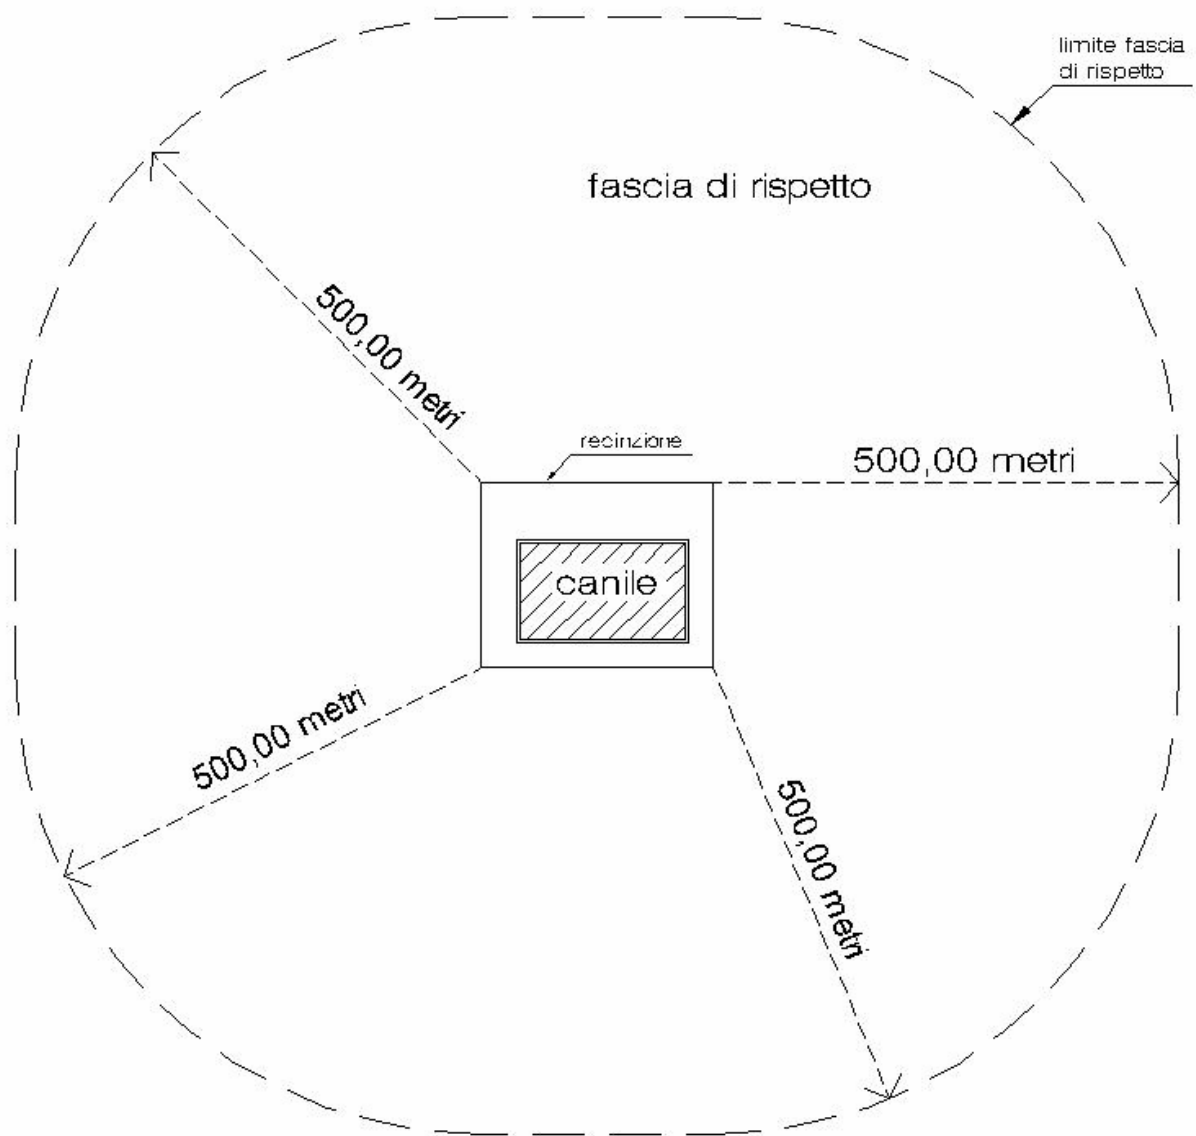 limite fascia
di rispetto
fascia di rispetto
500,00 metri
recinzione
500,00 metri
canile
500,00 metri
500,00 metri